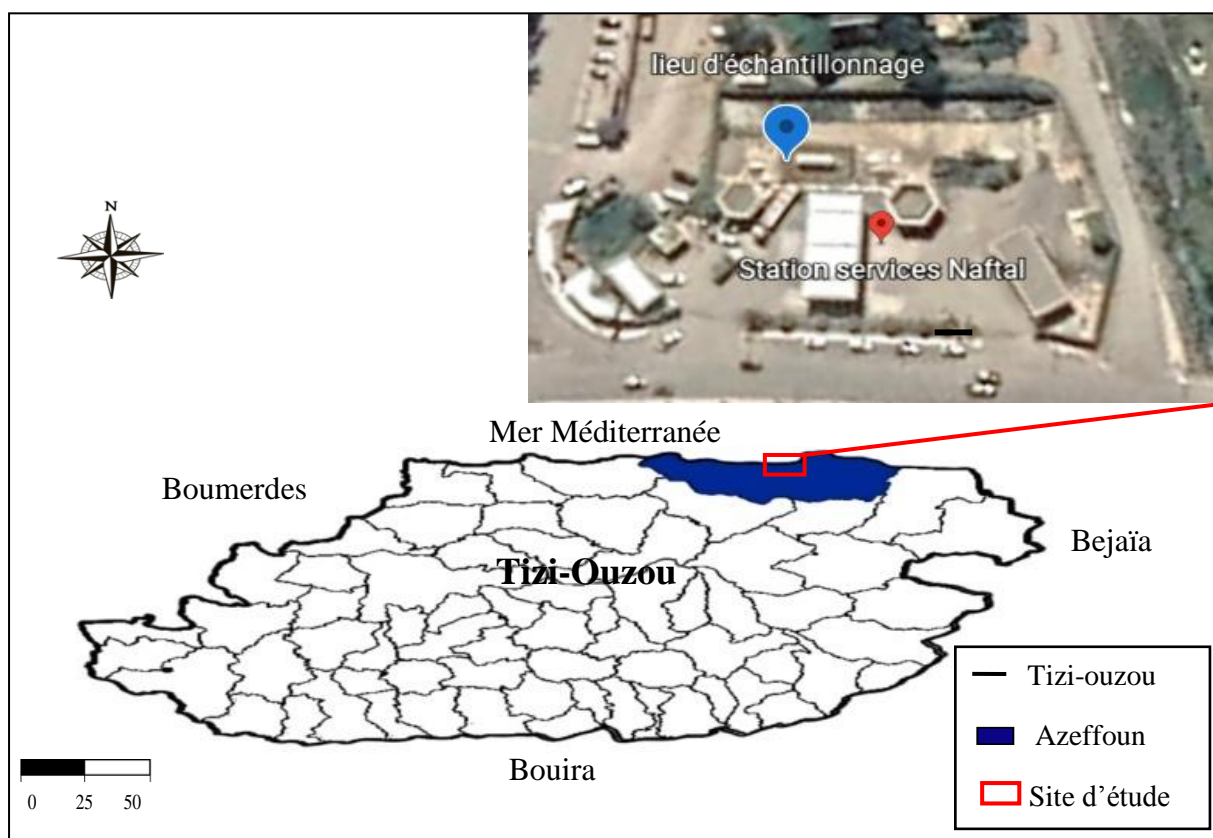 lieu d'échantillonnage
Station services Naftal
N
Mer Méditerranée
Boumerdes
Bejaïa
Tizi-Ouzou
Bouira
Tizi-ouzou
Azeffoun
Site d'étude
0 25 50